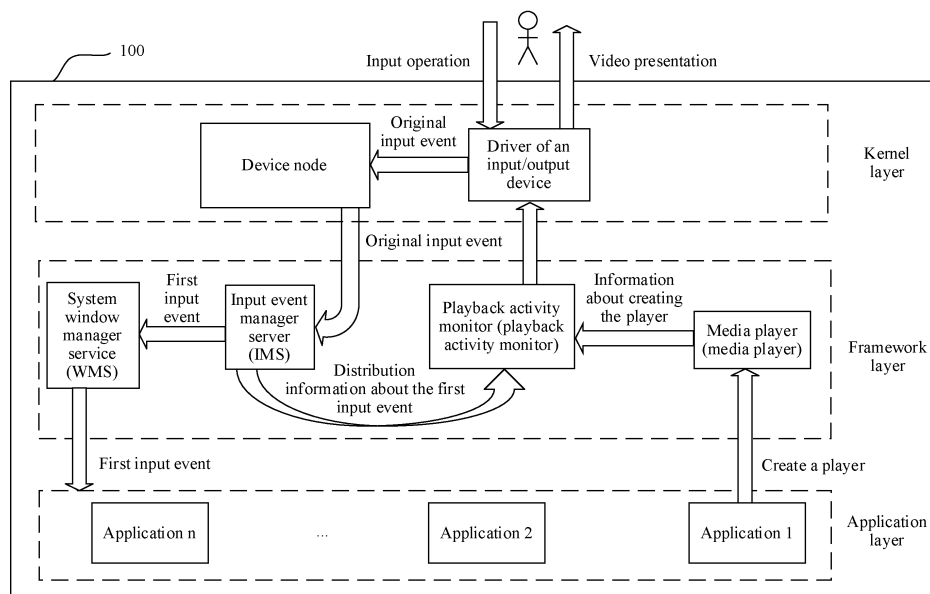 100
Input operation
Video presentation
Original
input event
Device node
Driver of an
input/output
device
Kernel
layer
Original input event
First
input
event
Information
about creating
the player
System
window
manager
service
(WMS)
Input event
manager
server
(IMS)
Playback activity
monitor (playback
activity monitor)
Media player
(media player)
Framework
layer
Distribution
information about the first
input event
First input event
Create a player
Application n
...
Application 2
Application 1
Application
layer